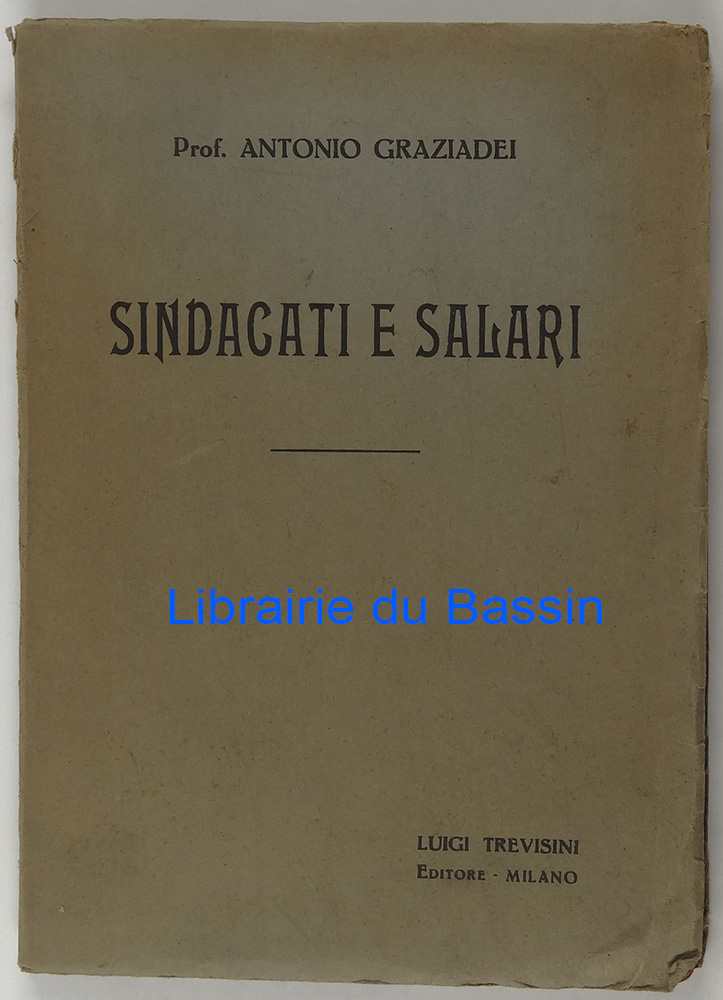 Prof. ANTONIO GRAZIADEI
SINDACATI E SALARI
Librairie du Bassin
LUIGI TREVISINI
EDITORE - MILANO